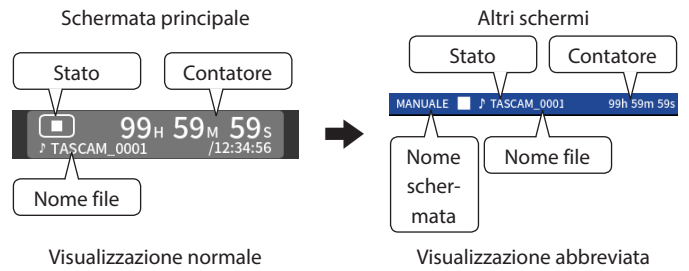 Schermata principale
Stato
Contatore
99H 59M 59S
♪ TASCAM_0001 /12:34:56
Nome file
Visualizzazione normale
Altri schermi
Stato
Contatore
MANUALE ♪ TASCAM_0001 99h 59m 59s
Nome
scher-
mata
Nome file
Visualizzazione abbreviata